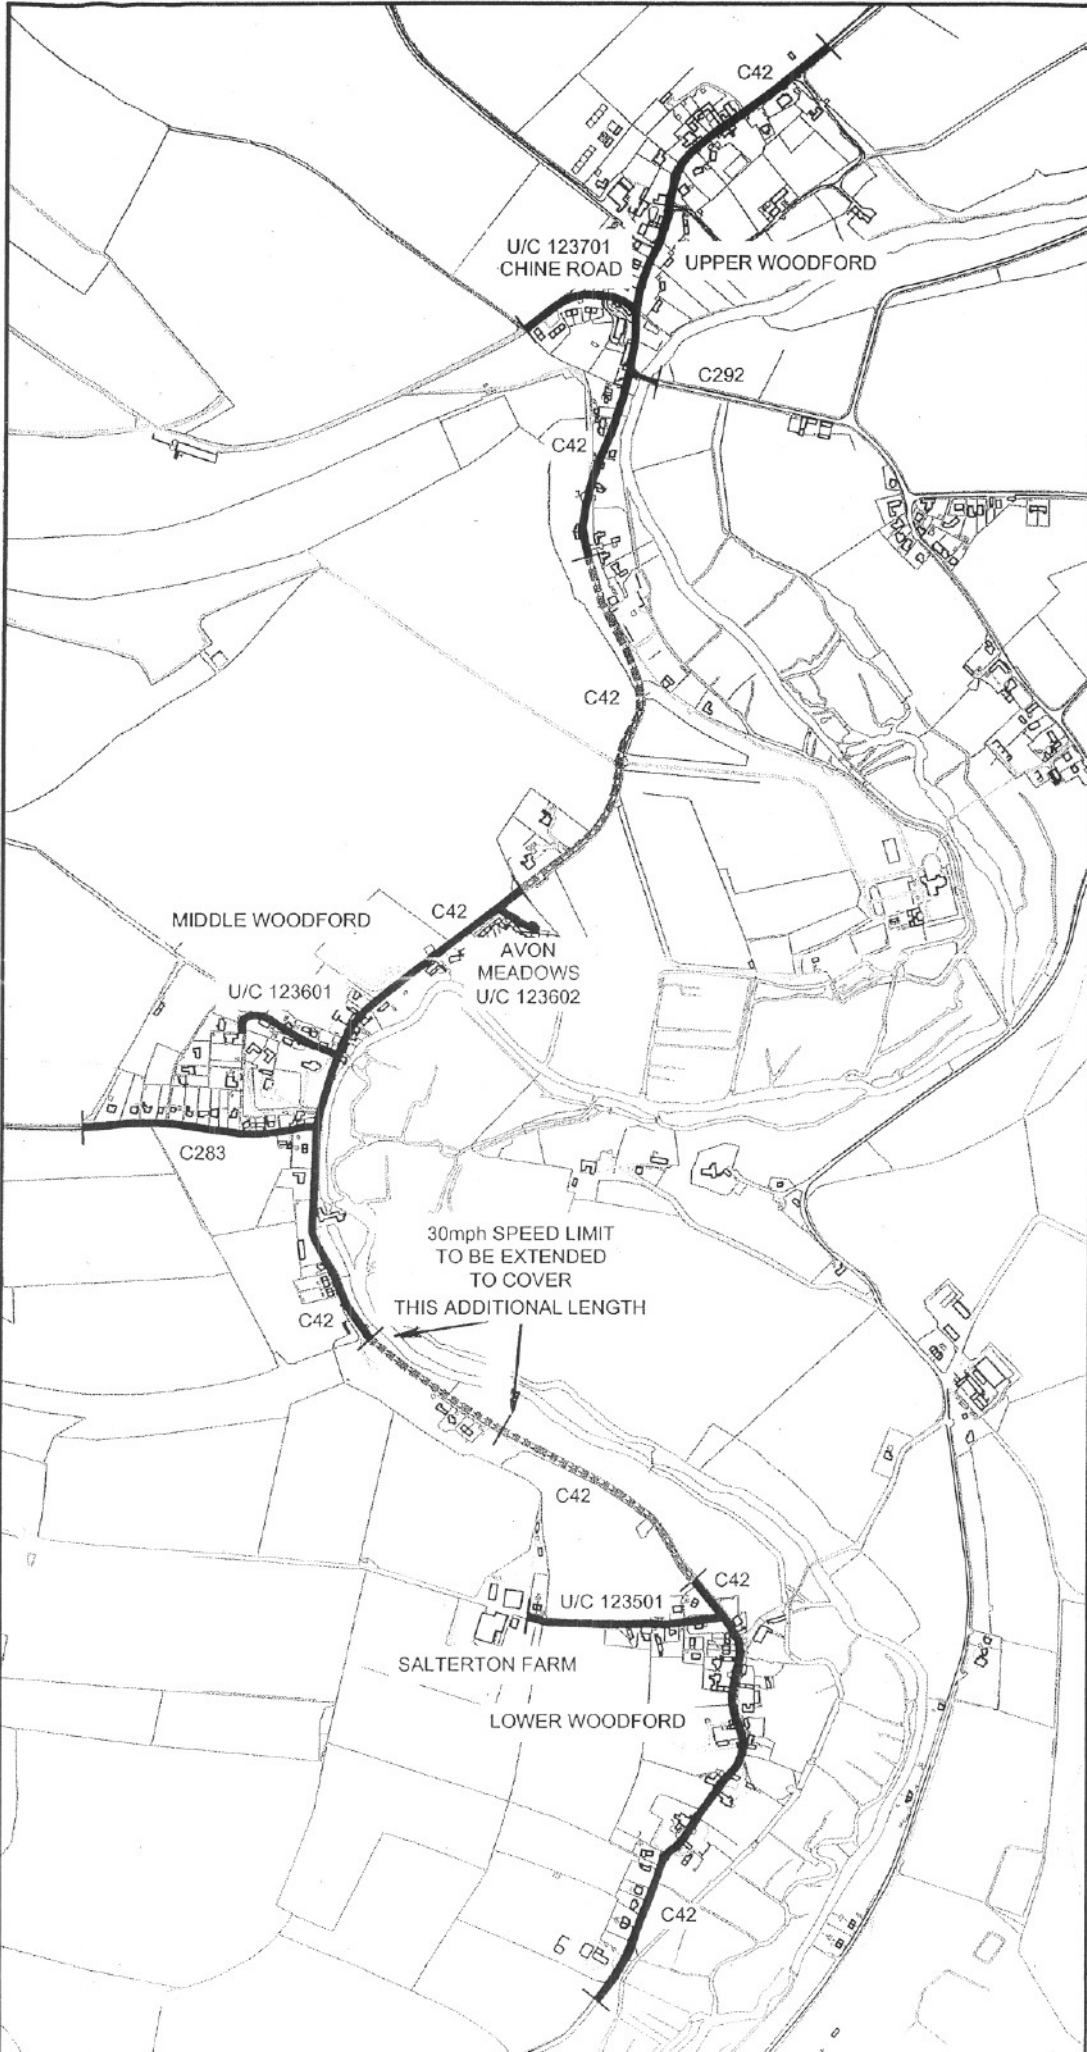 C42
U/C 123701
CHINE ROAD
UPPER WOODFORD
C292
C42
C42
MIDDLE WOODFORD
C42
AVON
MEADOWS
U/C 123602
U/C 123601
C283
30mph SPEED LIMIT
TO BE EXTENDED
TO COVER
THIS ADDITIONAL LENGTH
C42
C42
C42
U/C 123501
SALTERTON FARM
LOWER WOODFORD
C42